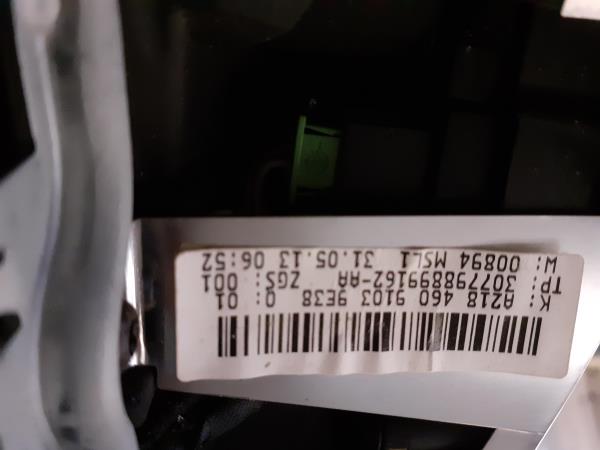 K: A218 460 9103 9E38 Q: 01
TP: 307798899162-AA ZGS: 001
W: 00894 MSL1 31.05.13 06:52